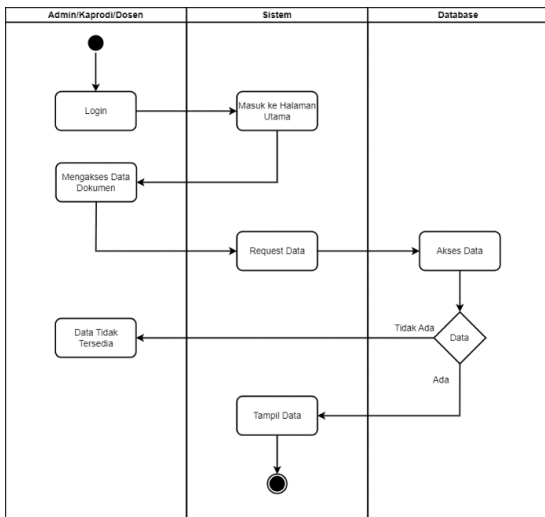 Admin/Kaprodi/Dosen
Sistem
Database
Login
Masuk ke Halaman
Utama
Mengakses Data
Dokumen
Request Data
Akses Data
Data Tidak
Tersedia
Tidak Ada
Data
Ada
Tampil Data